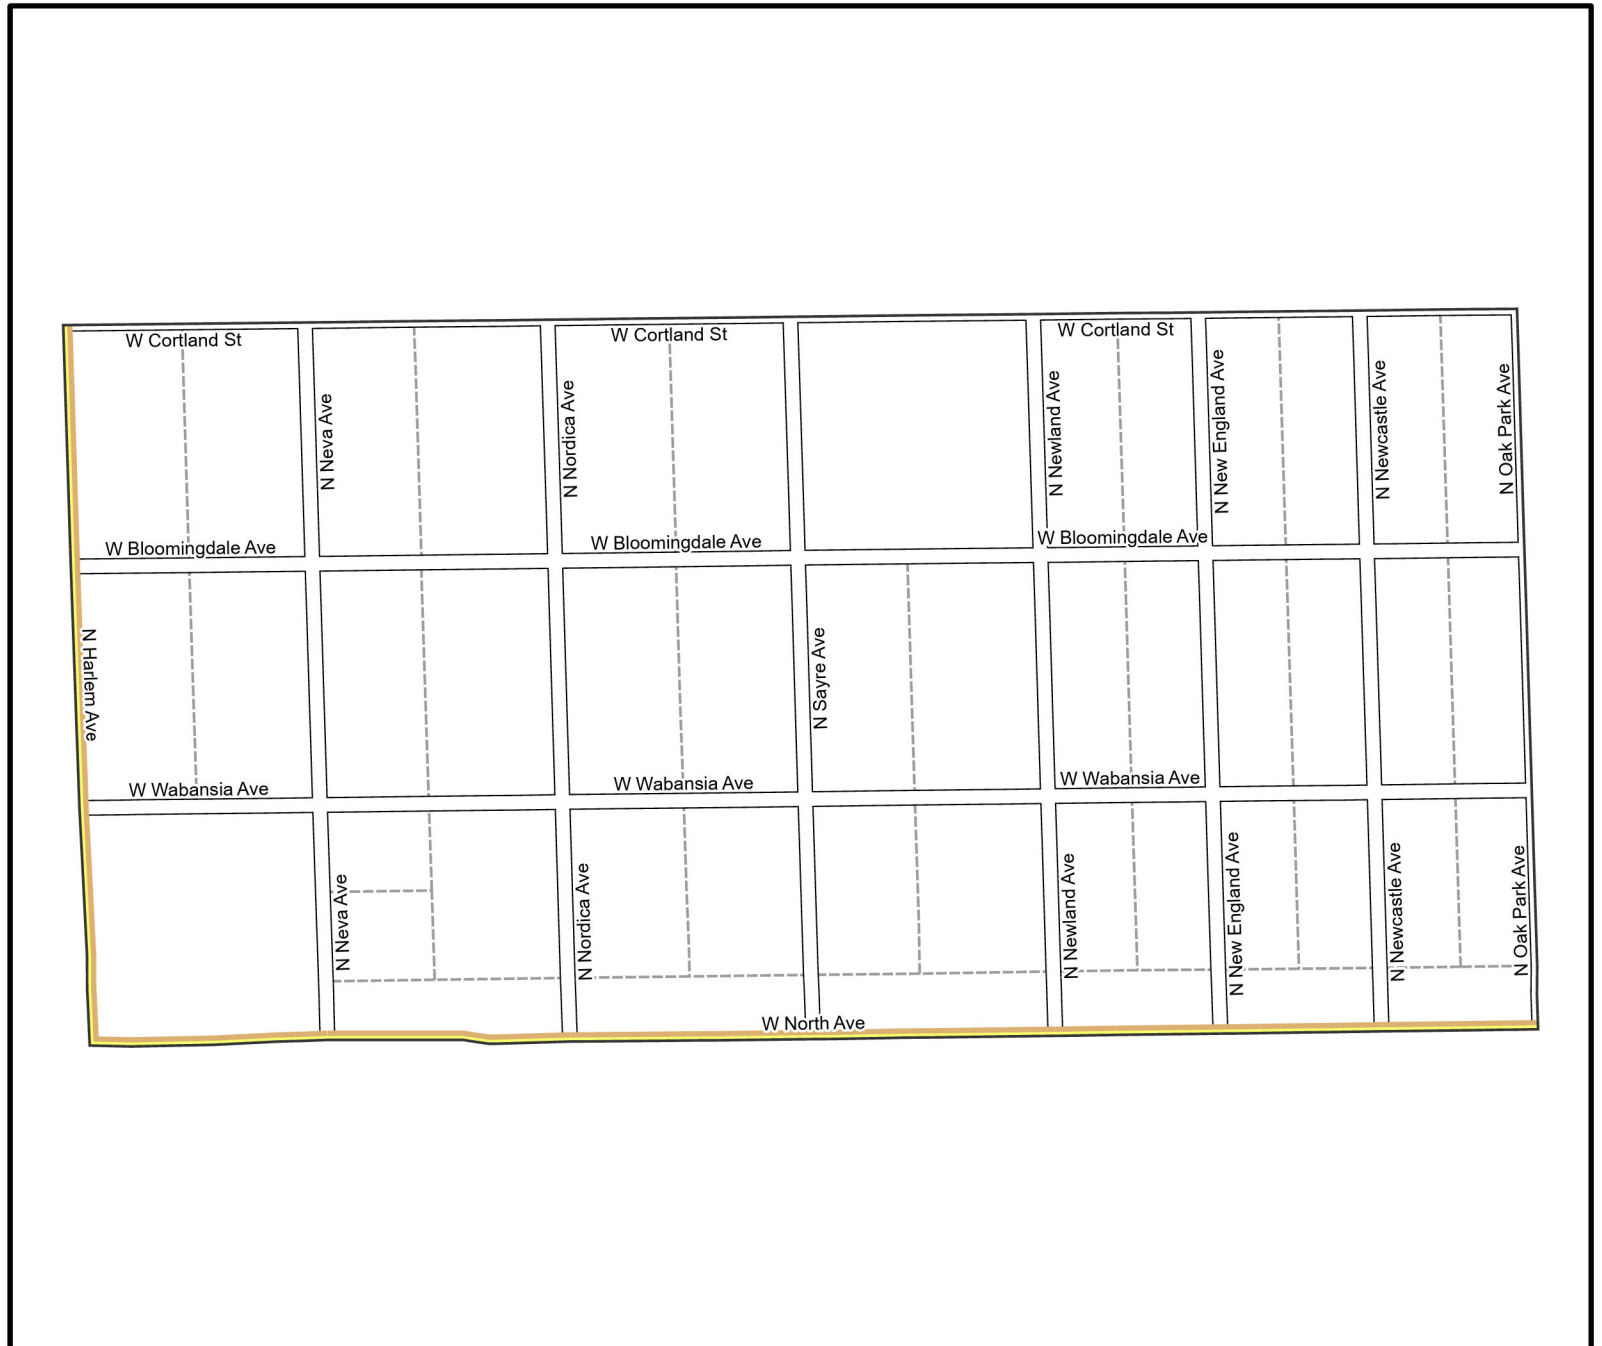 W Cortland St
W Cortland St
W Cortland St
N Neva Ave
N Nordica Ave
N Newland Ave
N New England Ave
N Newcastle Ave
N Oak Park Ave
W Bloomingdale Ave
W Bloomingdale Ave
W Bloomingdale Ave
N Harlem Ave
N Sayre Ave
W Wabansia Ave
W Wabansia Ave
W Wabansia Ave
N Neva Ave
N Nordica Ave
N Newland Ave
N New England Ave
N Newcastle Ave
N Oak Park Ave
W North Ave